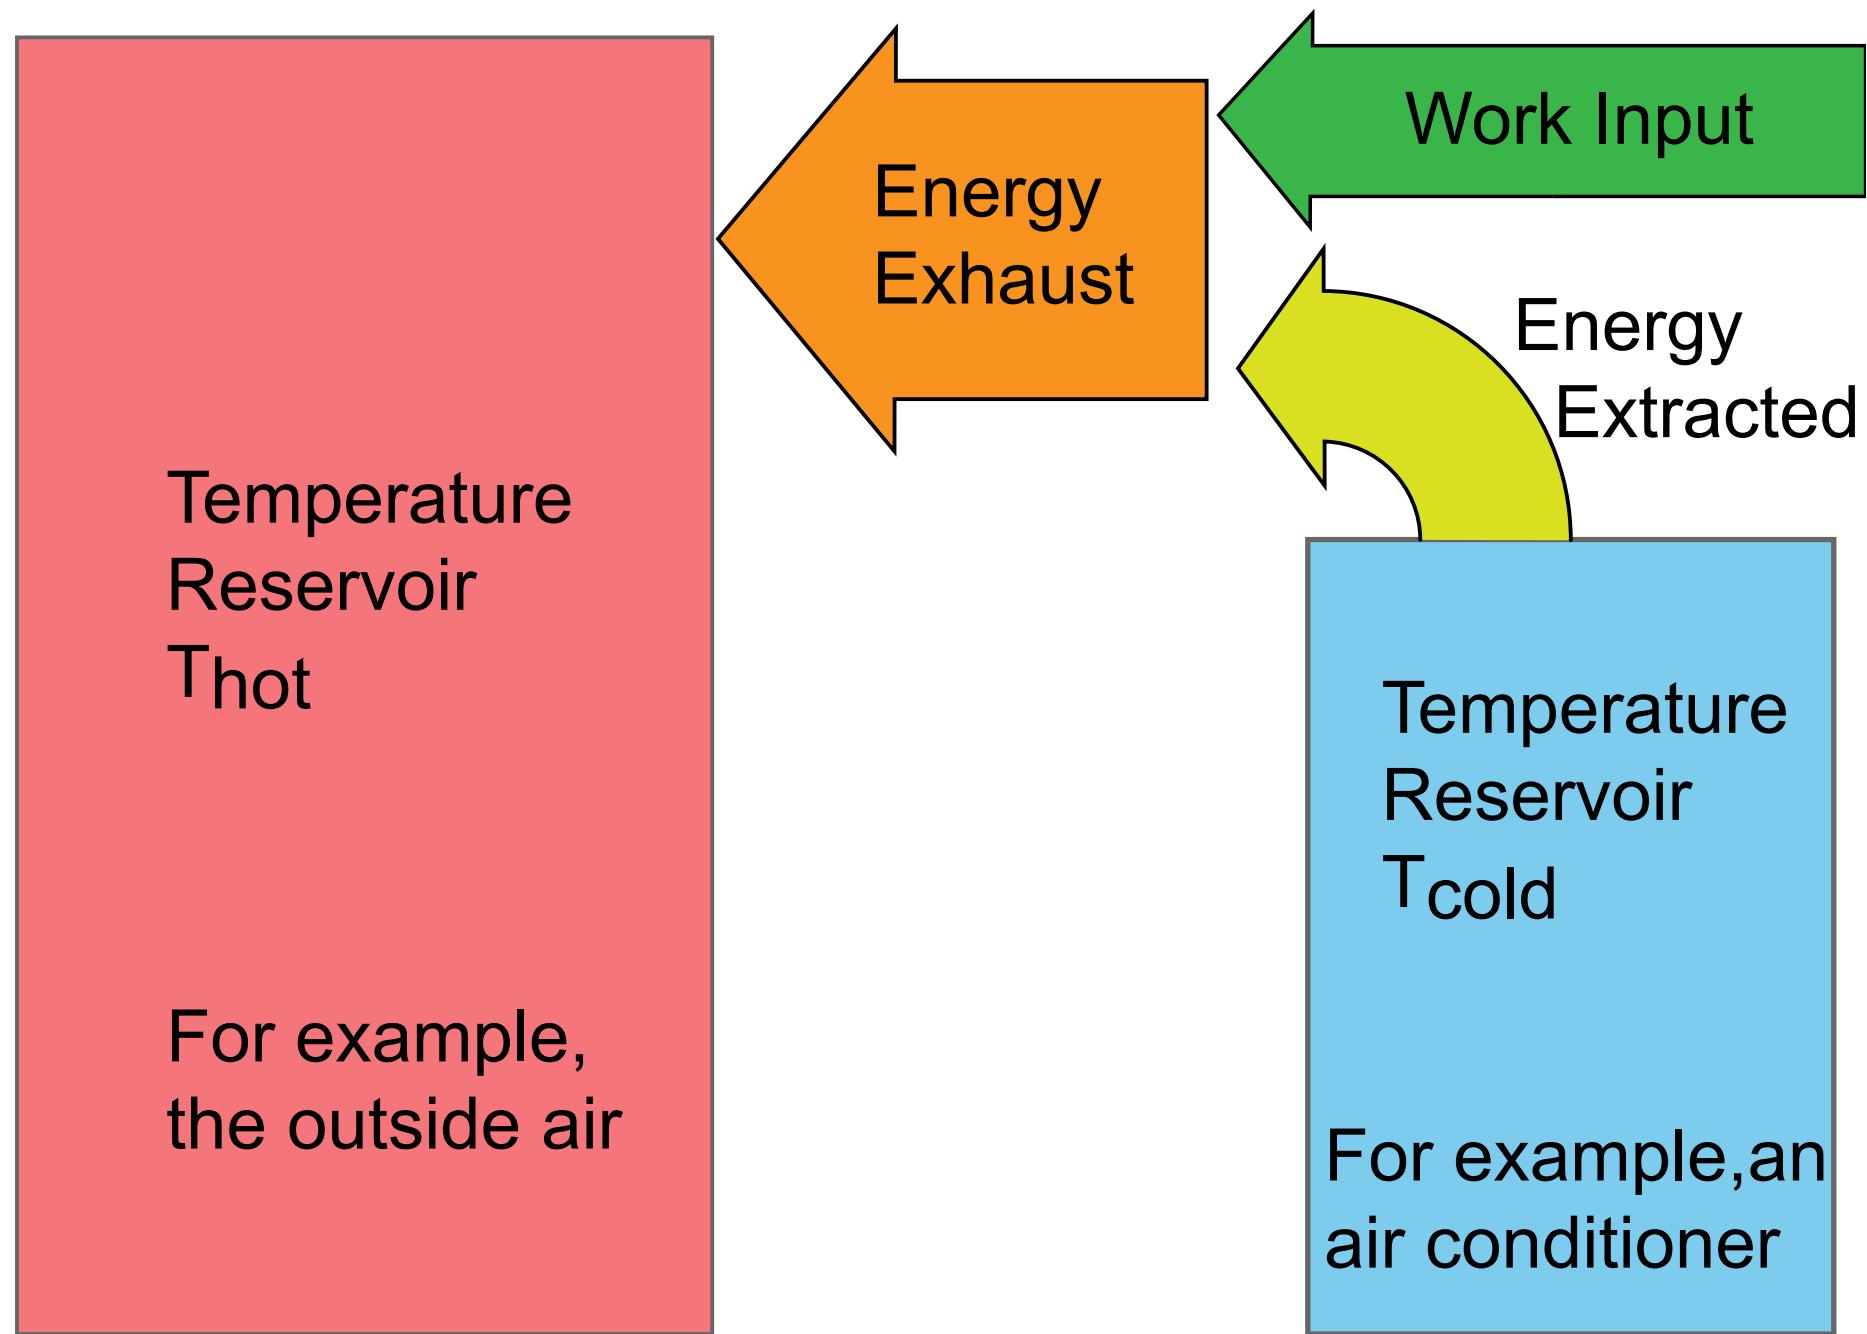 Work Input
Energy
Exhaust
Energy
Extracted
Temperature
Reservoir
Thot
For example,
the outside air
Temperature
Reservoir
Tcold
For example,an
air conditioner